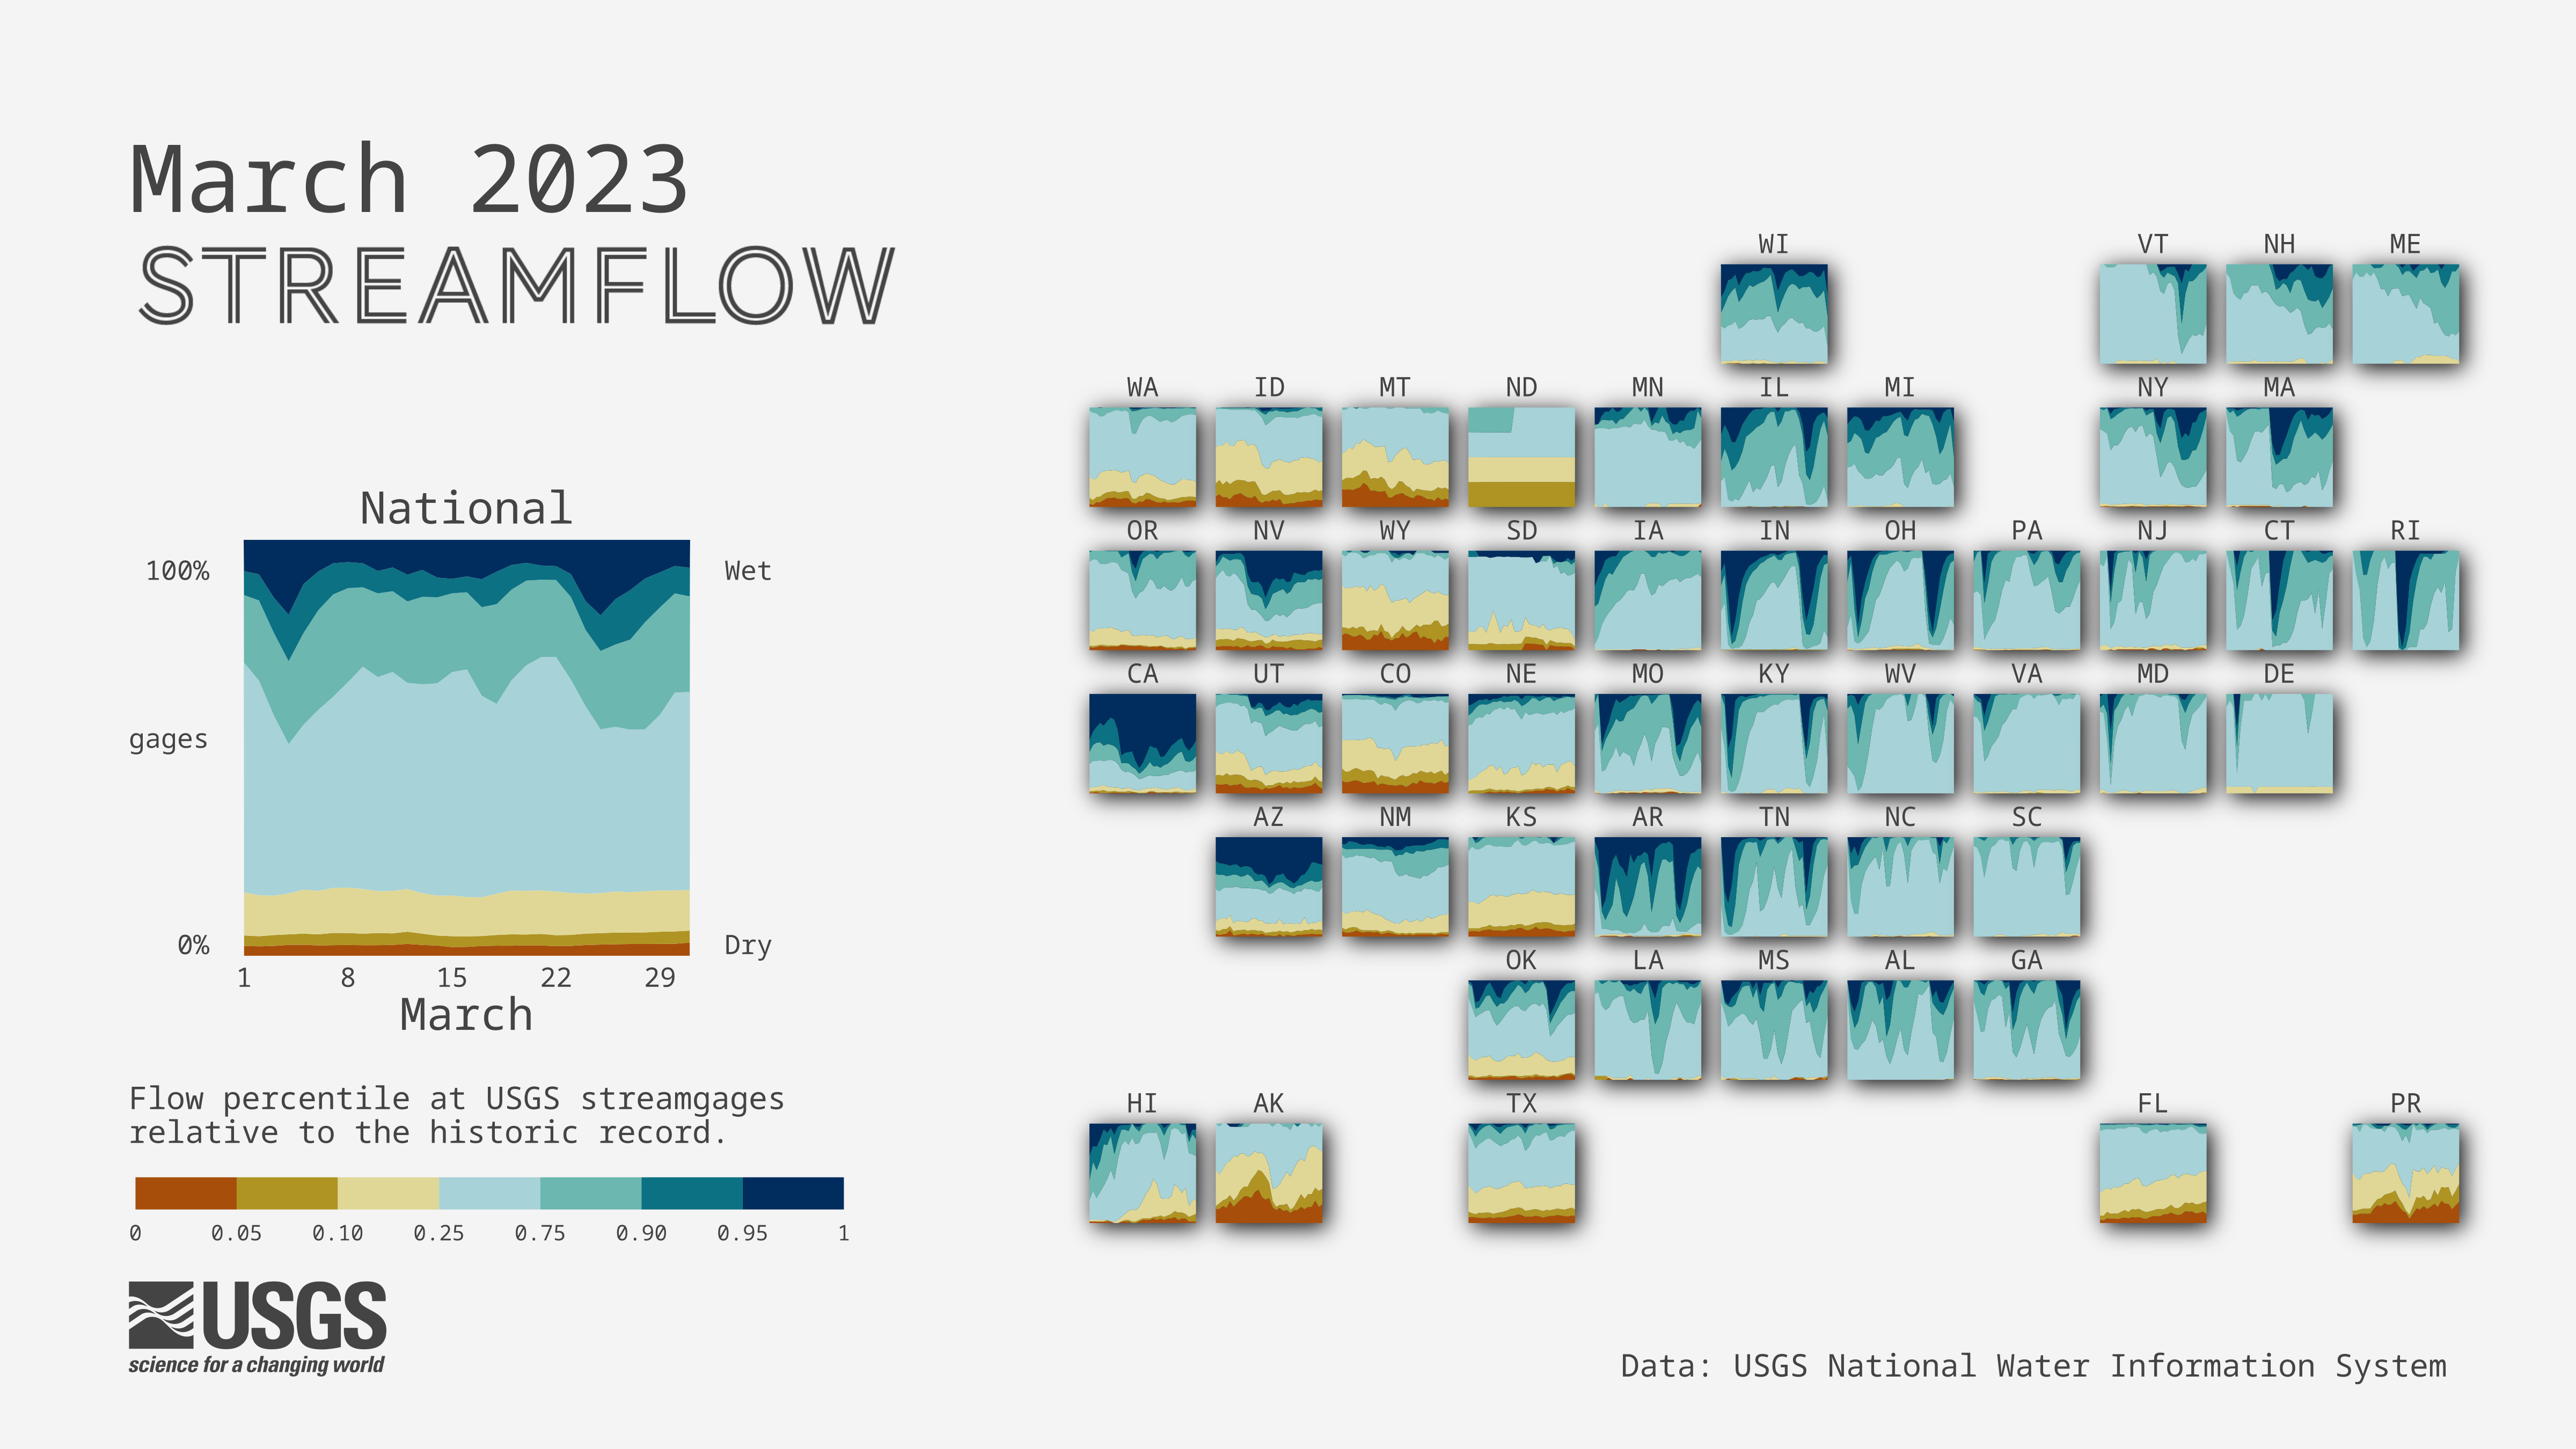 March 2023
STREAMFLOW
National
100%
Wet
gages
0%
Dry
1 8 15 22 29
March
Flow percentile at USGS streamgages
relative to the historic record.
0 0.05 0.10 0.25 0.75 0.90 0.95 1
USGS
science for a changing world
WI VT NH ME
WA ID MT ND MN IL MI NY MA
OR NV WY SD IA IN OH PA NJ CT RI
CA UT CO NE MO KY WV VA MD DE
AZ NM KS AR TN NC SC
OK LA MS AL GA
HI AK TX FL PR
Data: USGS National Water Information System